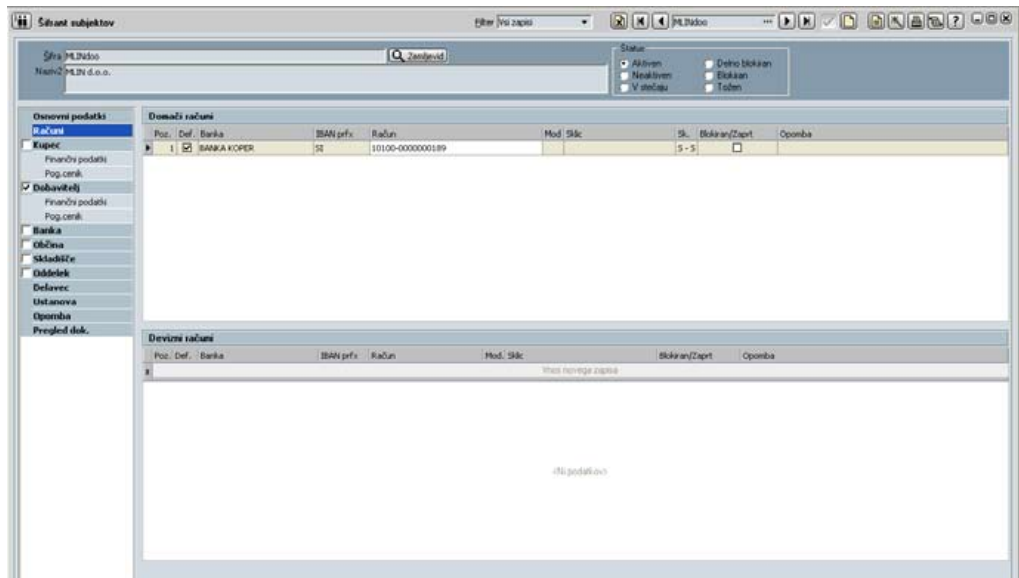 Šifrant subjektov
Filter Vsi zapisi
MLINdoo
Šifra MLINdoo
Zemljevid
Naziv2 MLIN d.o.o.
Status
Aktiven
Delno blokiran
Neaktiven
Blokiran
V stečaju
Tožen
Osnovni podatki
Računi
Kupec
Finančni podatki
Pog.cenik
Dobavitelj
Finančni podatki
Pog.cenik
Banka
Občina
Skladišče
Oddelek
Delavec
Ustanova
Opomba
Pregled dok.
Domači računi
Poz. Def. Banka IBAN prfx Račun Mod Sklic Sk. Blokiran/Zaprt Opomba
1 BANKA KOPER SI 10100-0000000189 S - S
Devizni računi
Poz. Def. Banka IBAN prfx Račun Mod. Sklic Blokiran/Zaprt Opomba
Vnos novega zapisa
<Ni podatkov>